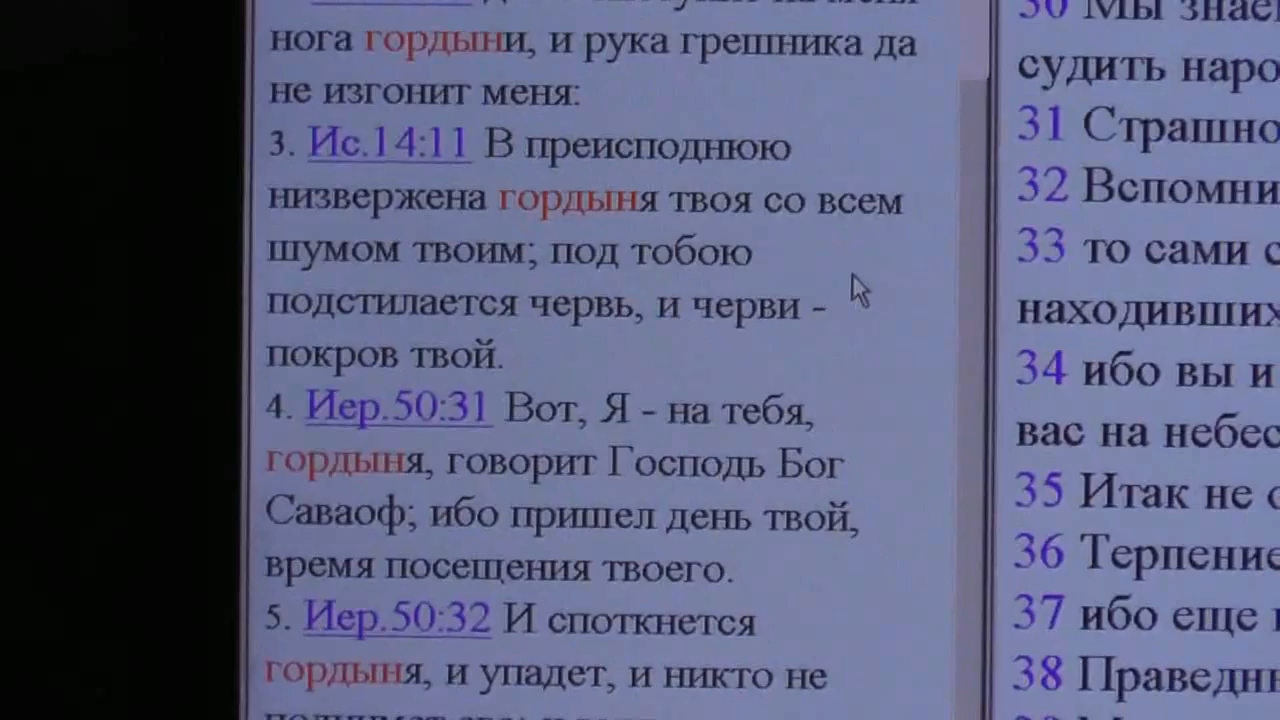 нога гордыни, и рука грешника да
не изгонит меня:
3. Ис.14:11 В преисподнюю
низвержена гордыня твоя со всем
шумом твоим; под тобою
подстилается червь, и черви -
покров твой.
4. Иер.50:31 Вот, Я - на тебя,
гордыня, говорит Господь Бог
Саваоф; ибо пришел день твой,
время посещения твоего.
5. Иер.50:32 И споткнется
гордыня, и упадет, и никто не
30 Мы знае
судить наро
31 Страшно
32 Вспомни
33 то сами с
находивших
34 ибо вы и
вас на небес
35 Итак не о
36 Терпение
37 ибо еще
38 Праведн